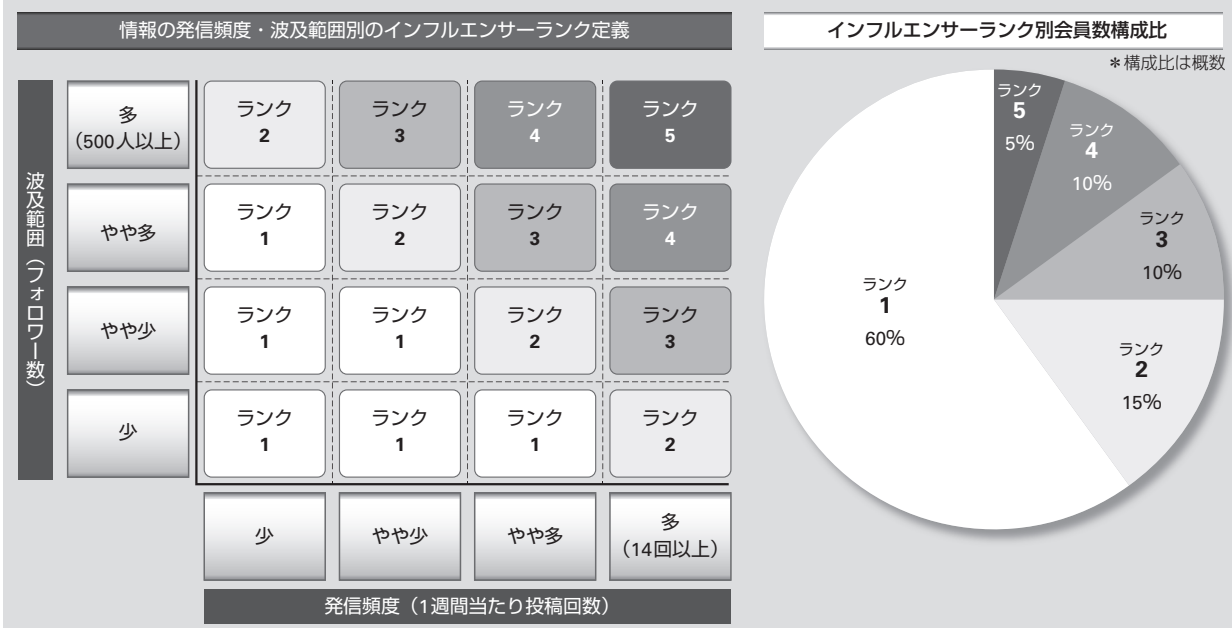 情報の発信頻度・波及範囲別のインフルエンサーランク定義
波及範囲（フォロワー数）
多
（500人以上）
ランク
2
ランク
3
ランク
4
ランク
5
やや多
ランク
1
ランク
2
ランク
3
ランク
4
やや少
ランク
1
ランク
1
ランク
2
ランク
3
少
ランク
1
ランク
1
ランク
1
ランク
2
少
やや少
やや多
多
（14回以上）
発信頻度（1週間当たり投稿回数）
インフルエンサーランク別会員数構成比
＊構成比は概数
ランク
5
5%
ランク
4
10%
ランク
3
10%
ランク
2
15%
ランク
1
60%